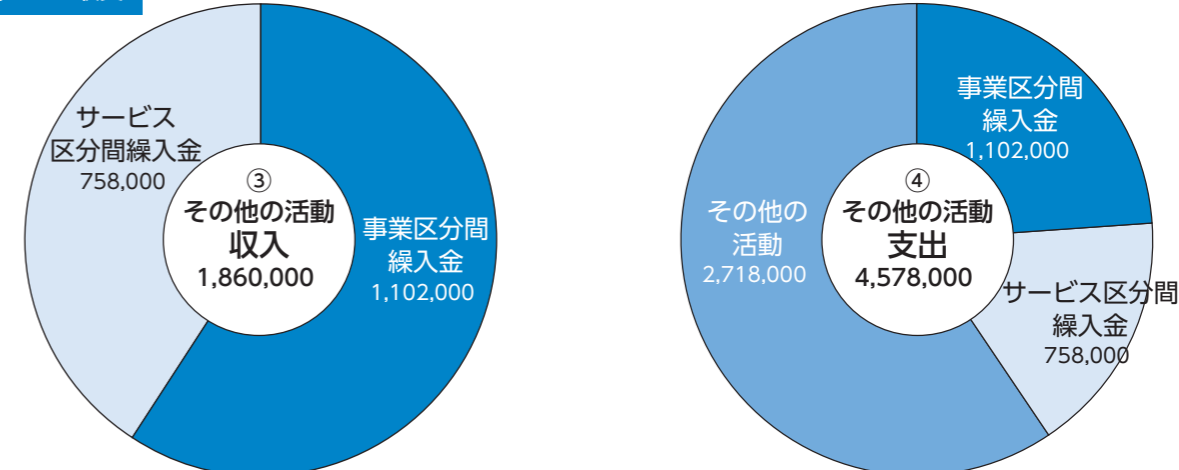 サービス
区分間繰入金
758,000
③
その他の活動
収入
1,860,000
事業区分間
繰入金
1,102,000
事業区分間
繰入金
1,102,000
④
その他の活動
支出
4,578,000
その他の
活動
2,718,000
サービス区分間
繰入金
758,000